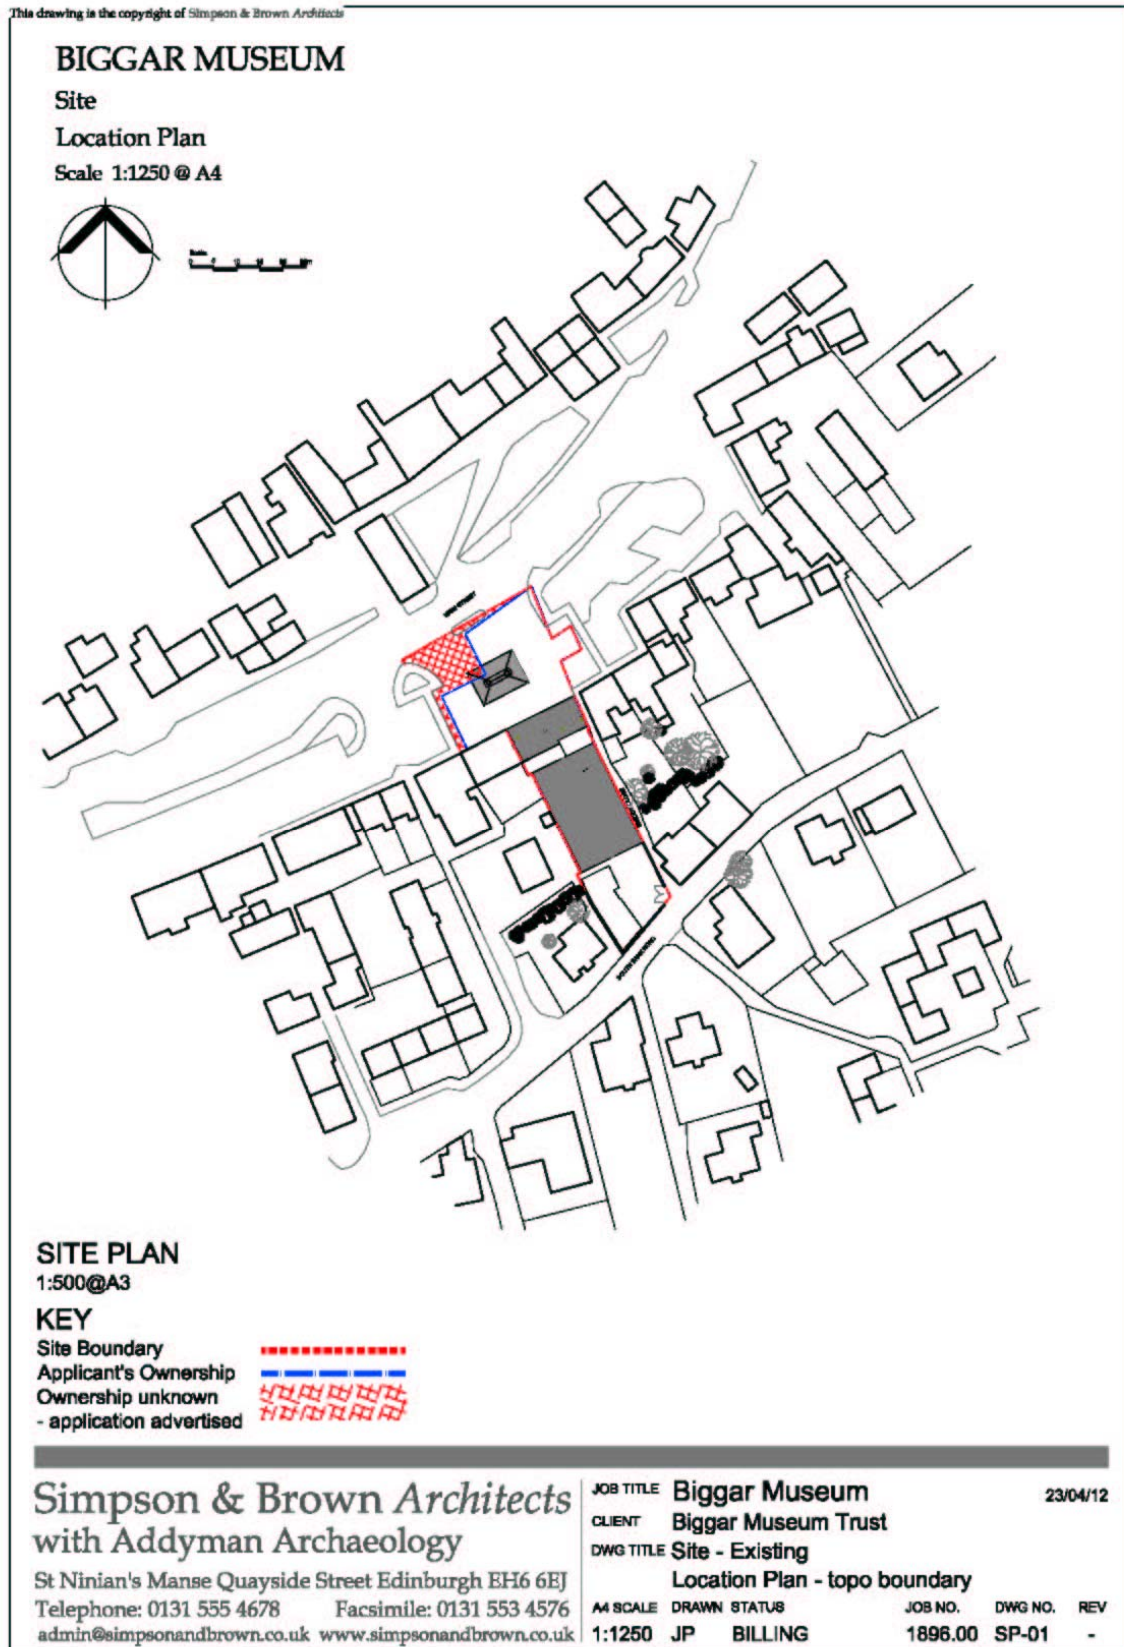 This drawing is the copyright of Simpson & Brown Architects
BIGGAR MUSEUM
Site
Location Plan
Scale 1:1250 @ A4
HIGH STREET
SITE PLAN
1:500@A3
KEY
Site Boundary
Applicant's Ownership
Ownership unknown
- application advertised
Simpson & Brown Architects
with Addyman Archaeology
St Ninian's Manse Quayside Street Edinburgh EH6 6EJ
Telephone: 0131 555 4678 Facsimile: 0131 553 4576
admin@simpsonandbrown.co.uk www.simpsonandbrown.co.uk
JOB TITLE Biggar Museum 23/04/12
CLIENT Biggar Museum Trust
DWG TITLE Site - Existing
Location Plan - topo boundary
A4 SCALE DRAWN STATUS JOB NO. DWG NO. REV
1:1250 JP BILLING 1896.00 SP-01 -